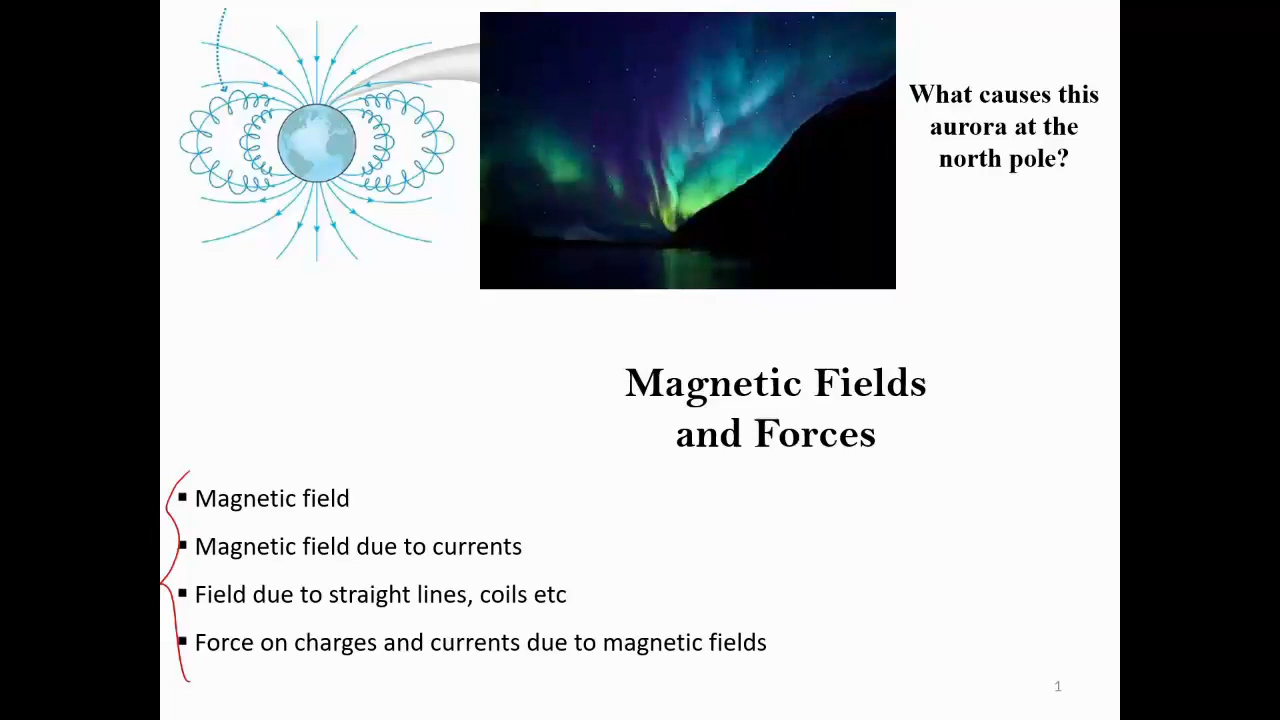 What causes this
aurora at the
north pole?
Magnetic Fields
and Forces
▪ Magnetic field
▪ Magnetic field due to currents
▪ Field due to straight lines, coils etc
▪ Force on charges and currents due to magnetic fields
1